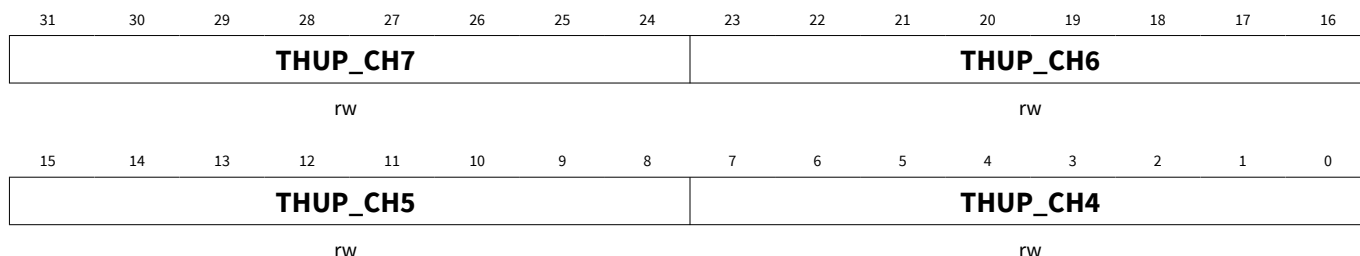 31 30 29 28 27 26 25 24 23 22 21 20 19 18 17 16
THUP_CH7 THUP_CH6
rw rw
15 14 13 12 11 10 9 8 7 6 5 4 3 2 1 0
THUP_CH5 THUP_CH4
rw rw